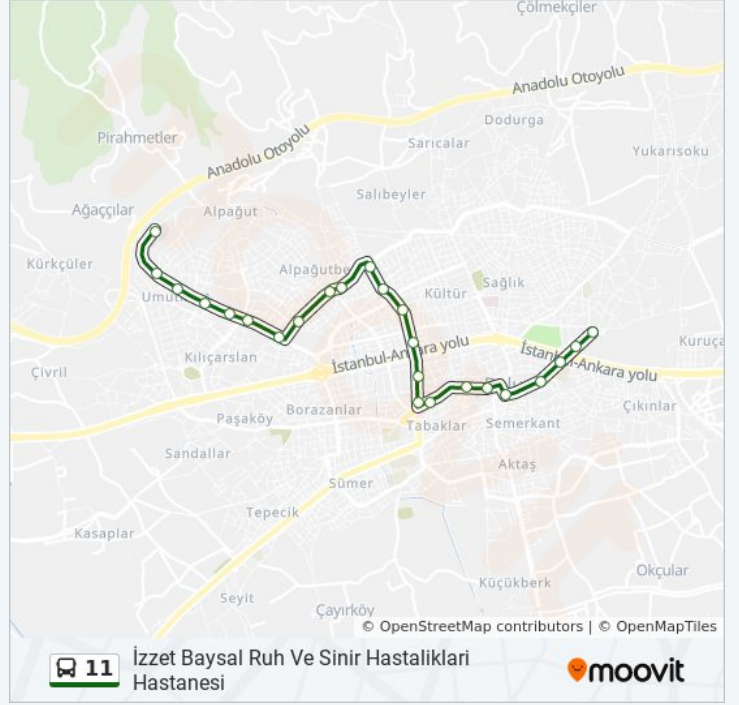 Çölmekçiler
Anadolu Otoyolu
Dodurga
Pirahmetler
Anadolu Otoyolu
Sarıcalar
Yukarısoku
Salıbeyler
Ağaççılar
Alpağut
Kürkçüler
Alpağutbe
Sağlık
Kültür
Umut
İstanbul-Ankara yolu
İstanbul-Ankara yolu
Kuruça
Kılıçarslan
Çivril
Borazanlar
Paşaköy
Çıkınlar
Tabaklar
Semerkant
Sandallar
Aktaş
Sümer
Tepecik
Kasaplar
Okçular
Küçükberk
Seyit
Çayırköy
© OpenStreetMap contributors | © OpenMapTiles
11
İzzet Baysal Ruh Ve Sinir Hastaliklari
Hastanesi
moovit